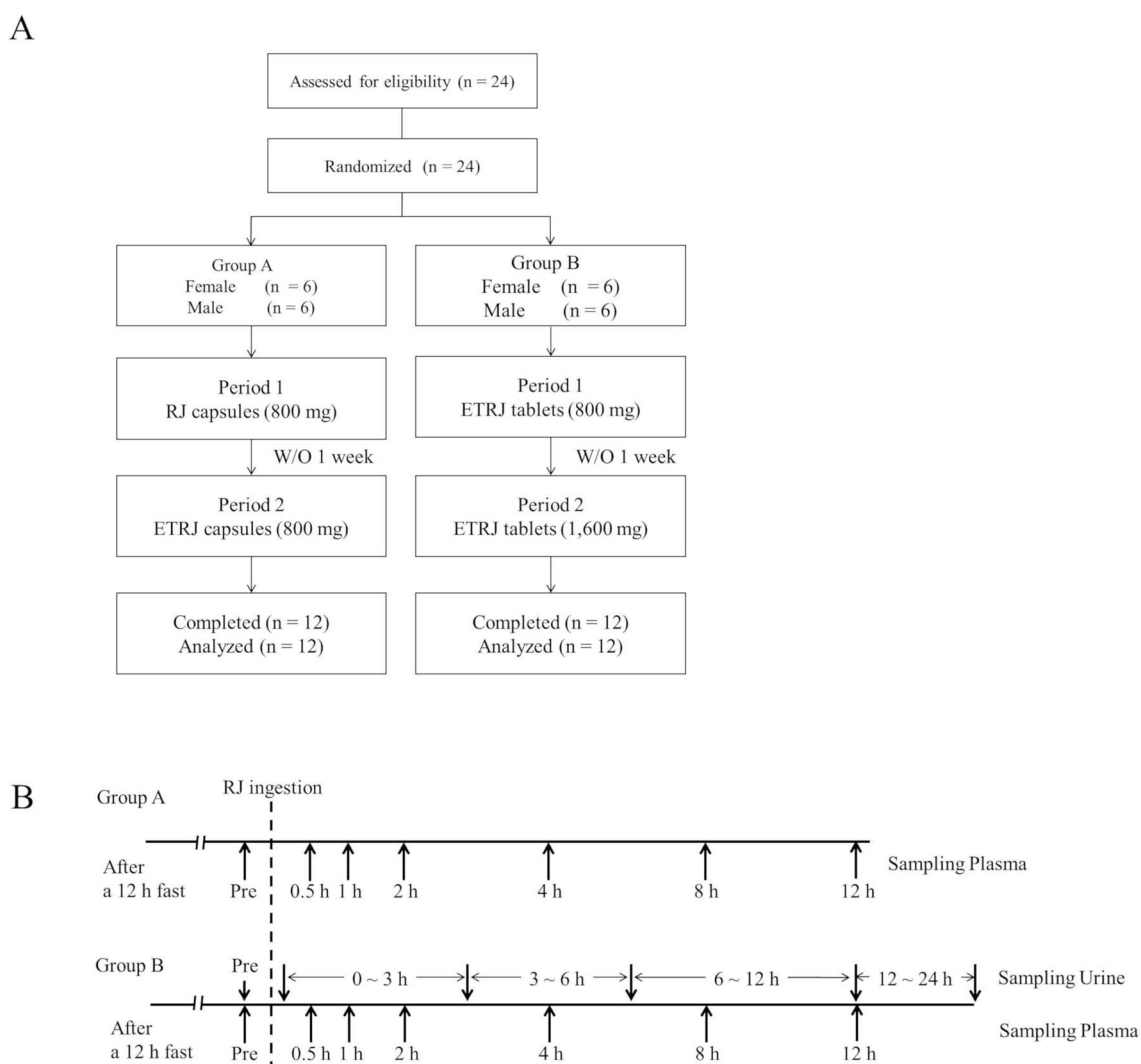 A
Assessed for eligibility (n = 24)
Randomized (n = 24)
Group A
Female (n = 6)
Male (n = 6)
Group B
Female (n = 6)
Male (n = 6)
Period 1
RJ capsules (800 mg)
Period 1
ETRJ tablets (800 mg)
W/O 1 week
W/O 1 week
Period 2
ETRJ capsules (800 mg)
Period 2
ETRJ tablets (1,600 mg)
Completed (n = 12)
Analyzed (n = 12)
Completed (n = 12)
Analyzed (n = 12)
B
Group A
RJ ingestion
After
a 12 h fast
Pre
0.5 h
1 h
2 h
4 h
8 h
12 h
Sampling Plasma
Group B
Pre
0 ~ 3 h
3 ~ 6 h
6 ~ 12 h
12 ~ 24 h
Sampling Urine
After
a 12 h fast
Pre
0.5 h
1 h
2 h
4 h
8 h
12 h
Sampling Plasma